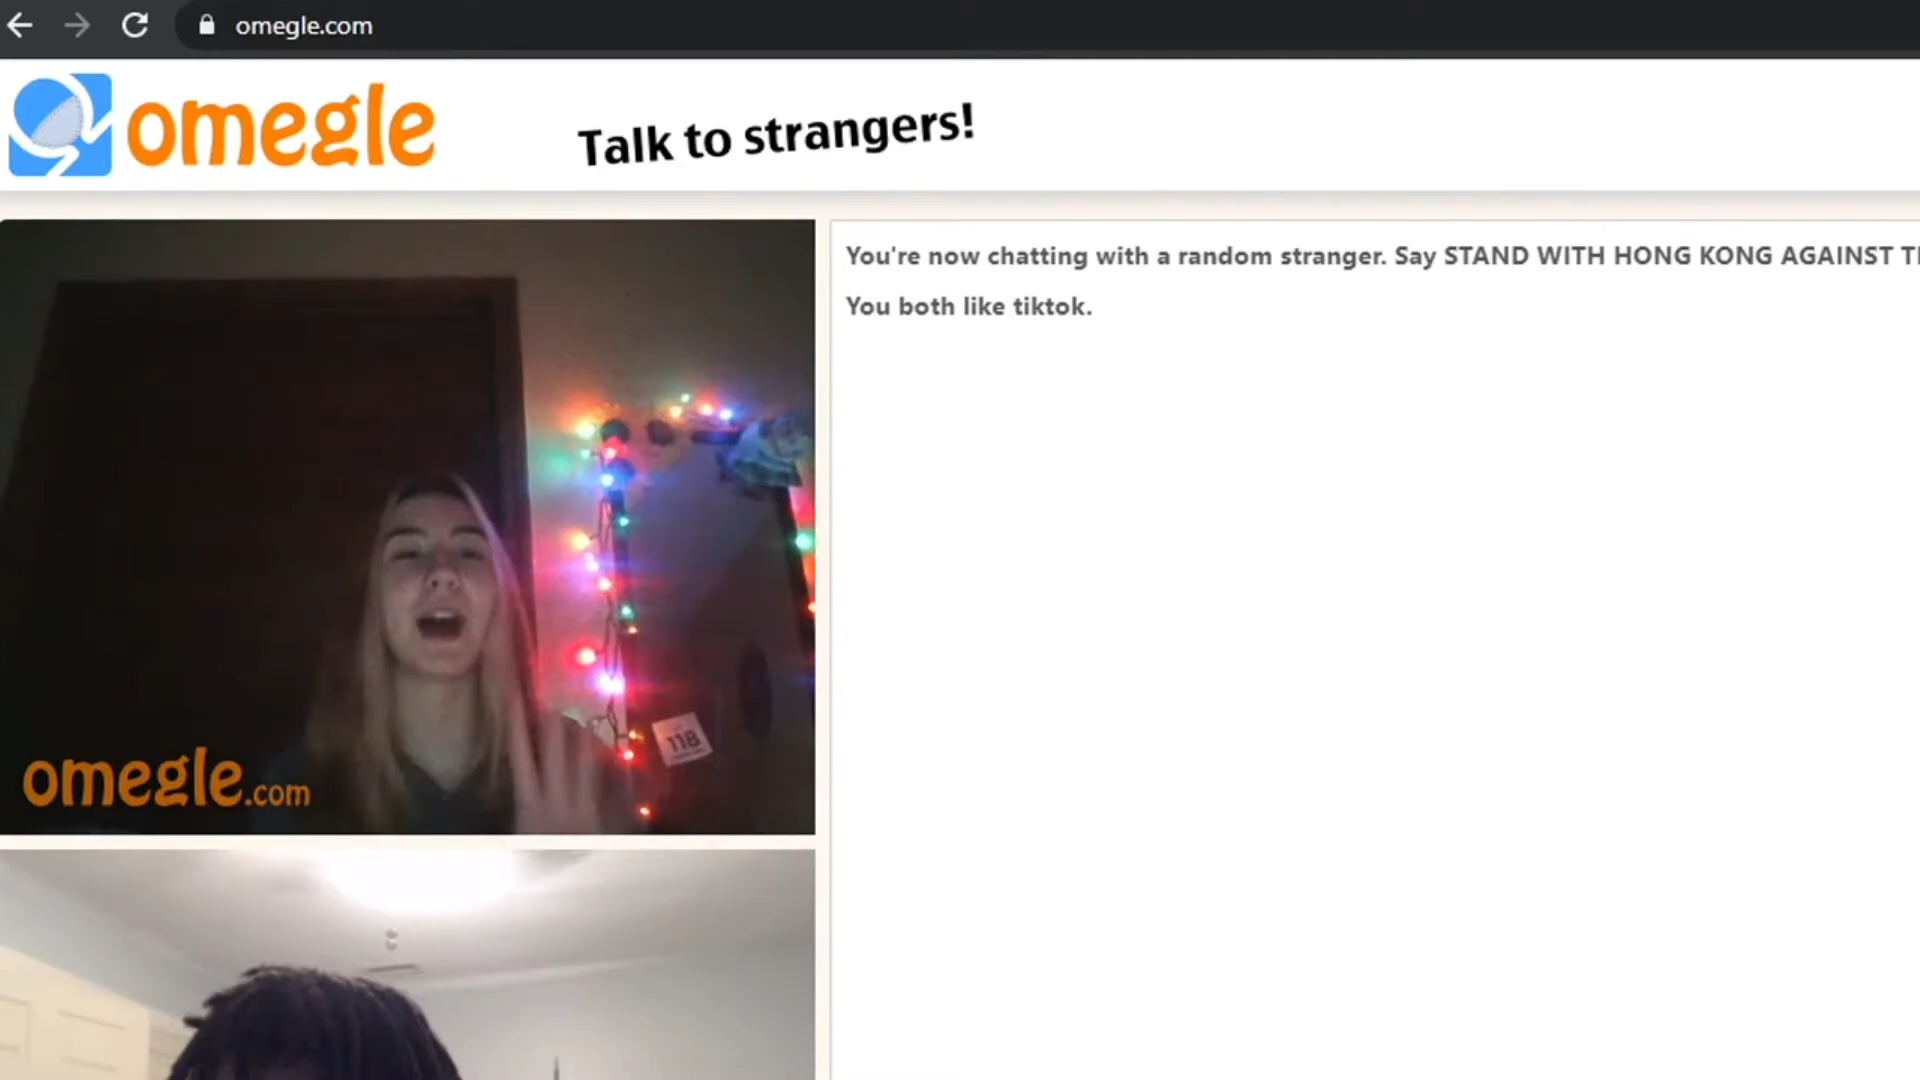 omegle.com
omegle
Talk to strangers!
You're now chatting with a random stranger. Say STAND WITH HONG KONG AGAINST
You both like tiktok.
118
omegle.com